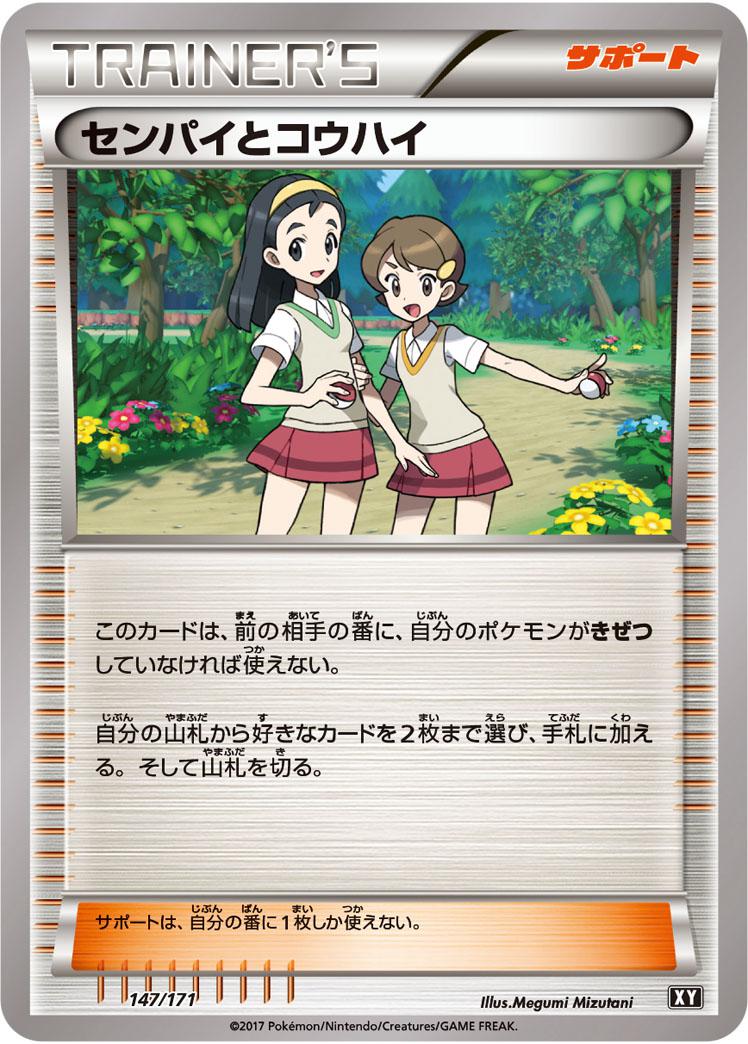 TRAINER'S
サポート
センパイとコウハイ
このカードは、前の相手の番に、自分のポケモンがきぜつ
していなければ使えない。
自分の山札から好きなカードを2枚まで選び、手札に加え
る。そして山札を切る。
サポートは、自分の番に1枚しか使えない。
147/171
Illus.Megumi Mizutani
XY
©2017 Pokémon/Nintendo/Creatures/GAME FREAK.